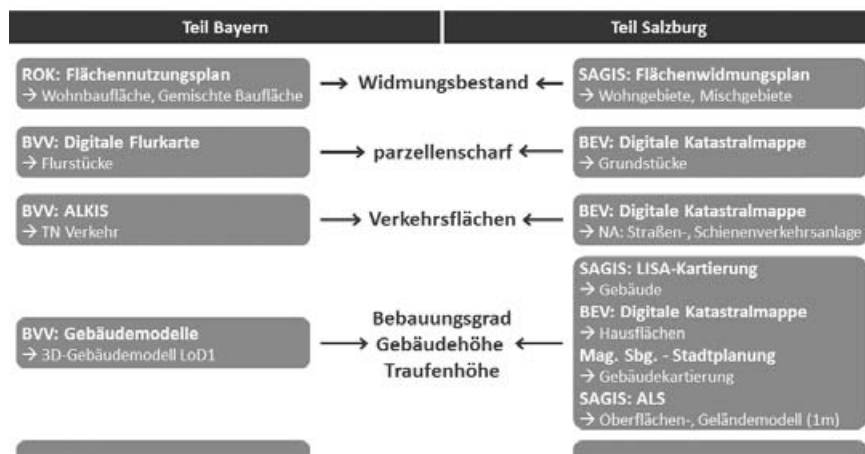 Teil Bayern
Teil Salzburg
ROK: Flächennutzungsplan
→ Wohnbaufläche, Gemischte Baufläche
Widmungsbestand
SAGIS: Flächenwidmungsplan
→ Wohngebiete, Mischgebiete
BVV: Digitale Flurkarte
→ Flurstücke
parzellenscharf
BEV: Digitale Katastralmappe
→ Grundstücke
BVV: ALKIS
→ TN Verkehr
Verkehrsflächen
BEV: Digitale Katastralmappe
→ NA: Straßen-, Schienenverkehrsanlage
BVV: Gebäudemodelle
→ 3D-Gebäudemodell LoD1
Bebauungsgrad
Gebäudehöhe
Traufenhöhe
SAGIS: LISA-Kartierung
→ Gebäude
BEV: Digitale Katastralmappe
→ Hausflächen
Mag. Sbg. - Stadtplanung
→ Gebäudekartierung
SAGIS: ALS
→ Oberflächen-, Geländemodell (1m)